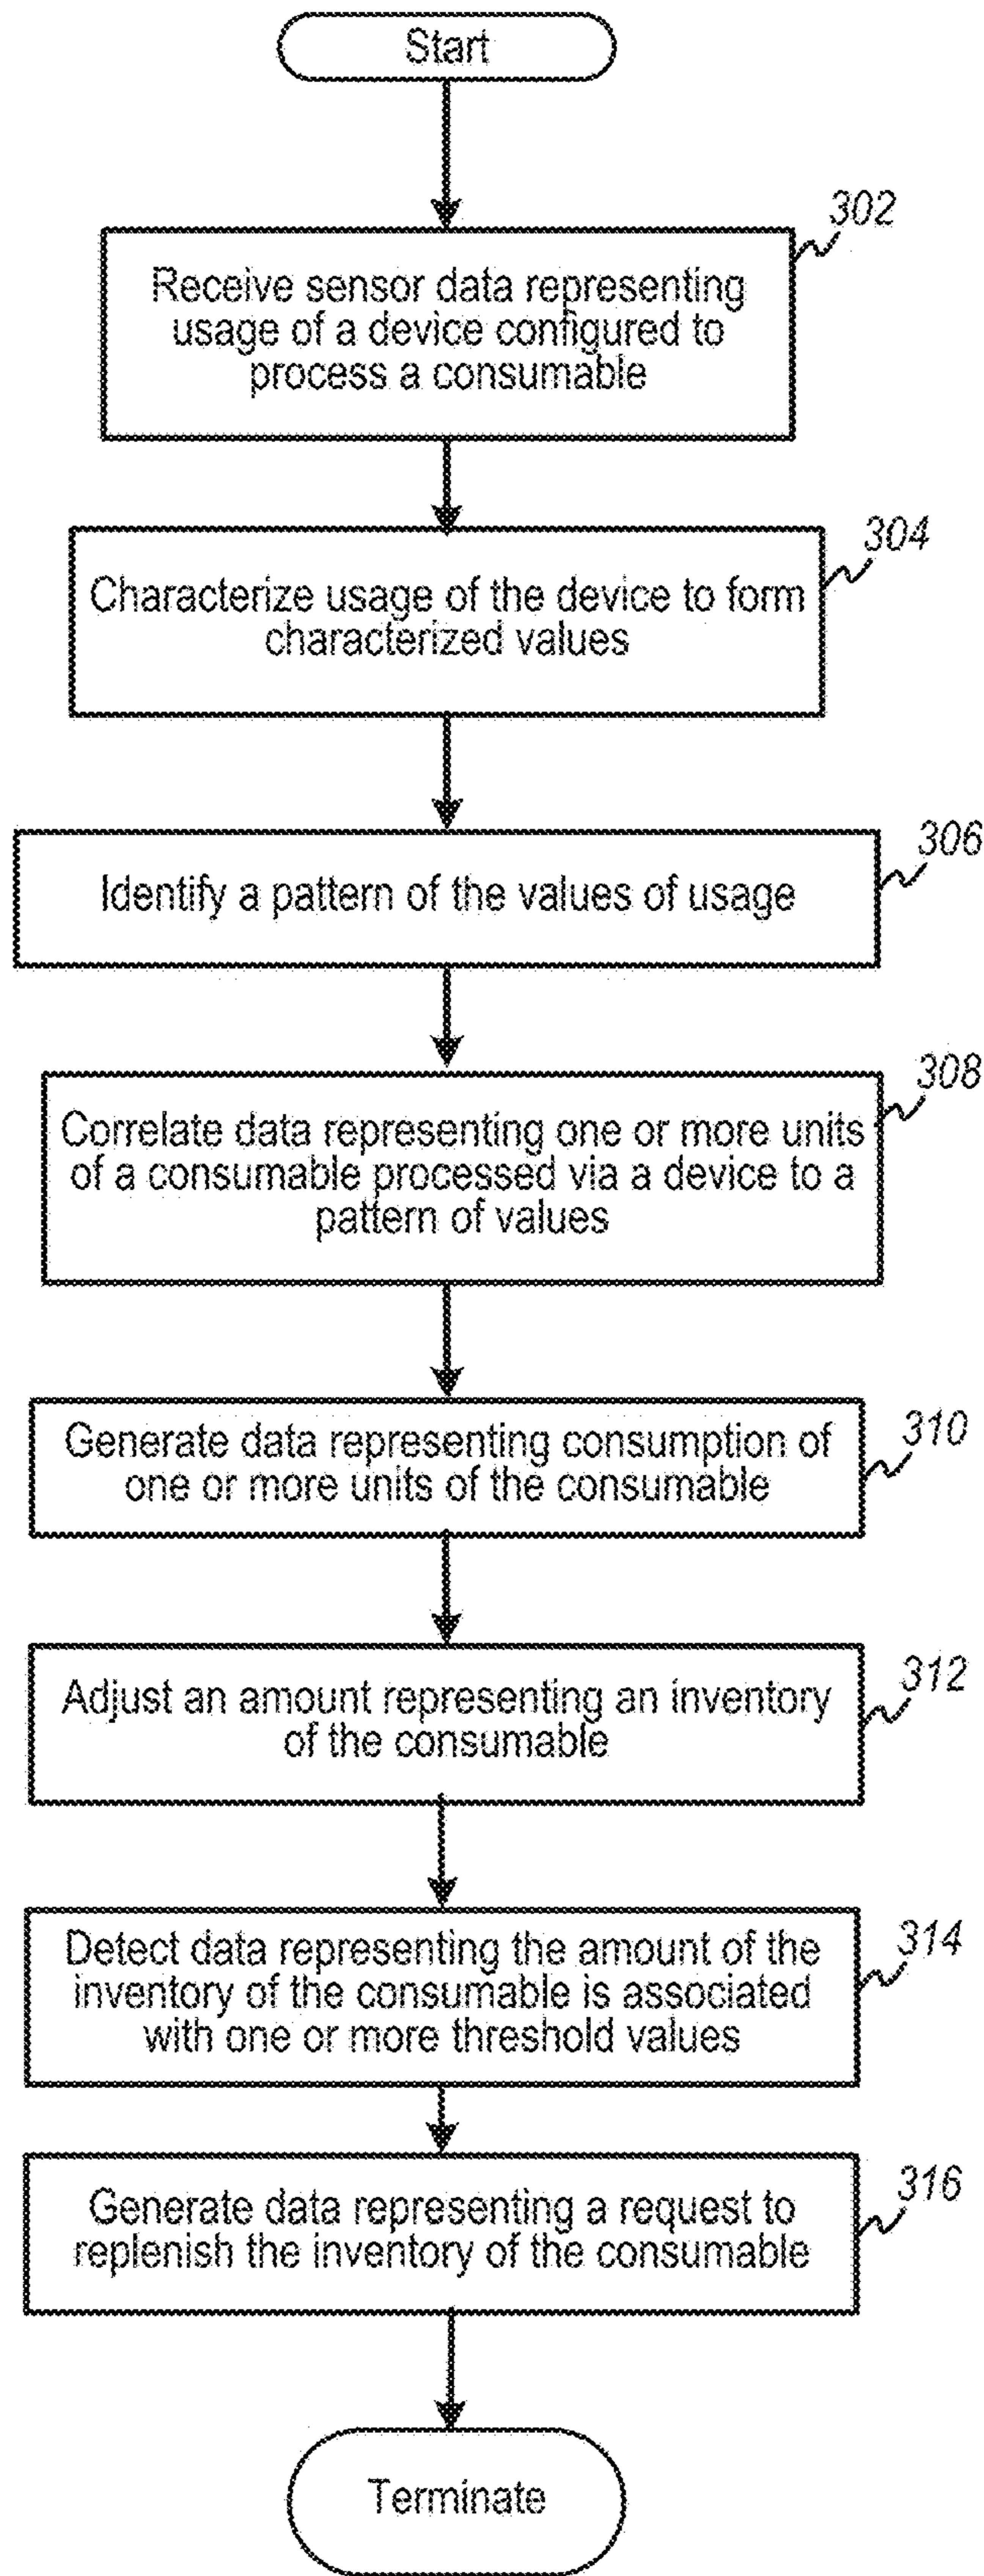 Start
302
Receive sensor data representing
usage of a device configured to
process a consumable
304
Characterize usage of the device to form
characterized values
306
Identify a pattern of the values of usage
308
Correlate data representing one or more units
of a consumable processed via a device to a
pattern of values
310
Generate data representing consumption of
one or more units of the consumable
312
Adjust an amount representing an inventory
of the consumable
314
Detect data representing the amount of the
inventory of the consumable is associated
with one or more threshold values
316
Generate data representing a request to
replenish the inventory of the consumable
Terminate